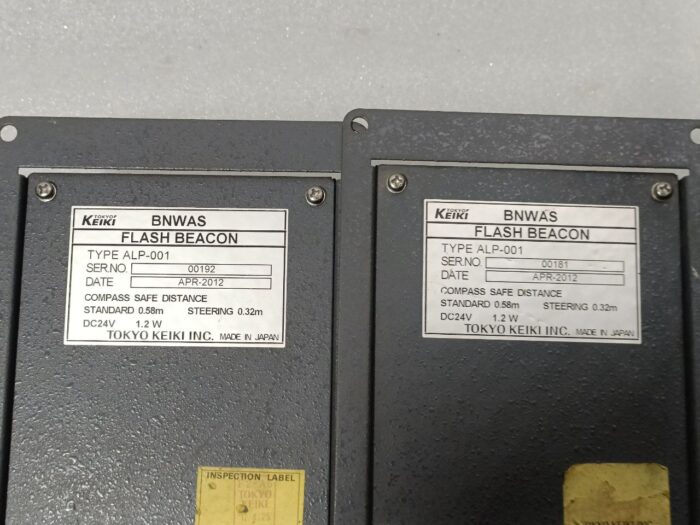 TOKYO
KEIKI BNWAS
FLASH BEACON
TYPE ALP-001
SER.NO. 00192
DATE APR-2012
COMPASS SAFE DISTANCE
STANDARD 0.58m STEERING 0.32m
DC24V 1.2 W
TOKYO KEIKI INC. MADE IN JAPAN
INSPECTION LABEL
TOKYO
KEIKI
TOKYO
KEIKI BNWAS
FLASH BEACON
TYPE ALP-001
SER.NO. 00181
DATE APR-2012
COMPASS SAFE DISTANCE
STANDARD 0.58m STEERING 0.32m
DC24V 1.2 W
TOKYO KEIKI INC. MADE IN JAPAN